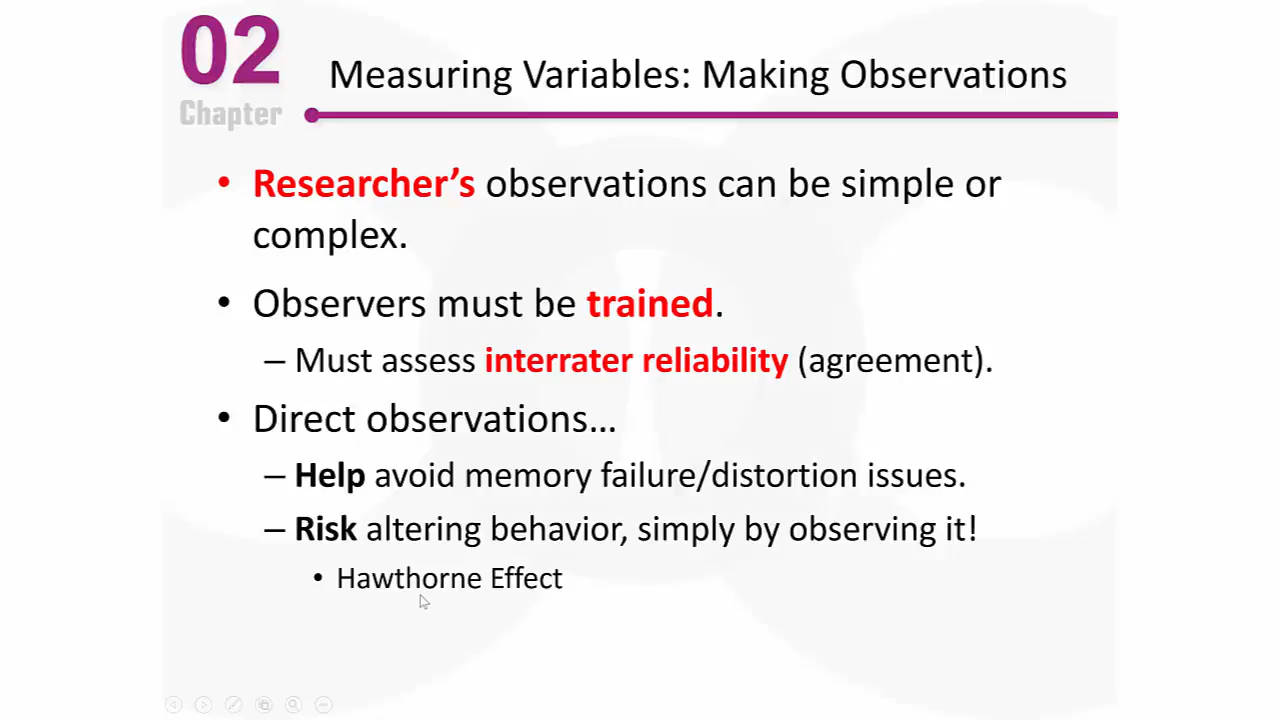 02
Chapter
Measuring Variables: Making Observations
• Researcher’s observations can be simple or
complex.
• Observers must be trained.
– Must assess interrater reliability (agreement).
• Direct observations…
– Help avoid memory failure/distortion issues.
– Risk altering behavior, simply by observing it!
• Hawthorne Effect